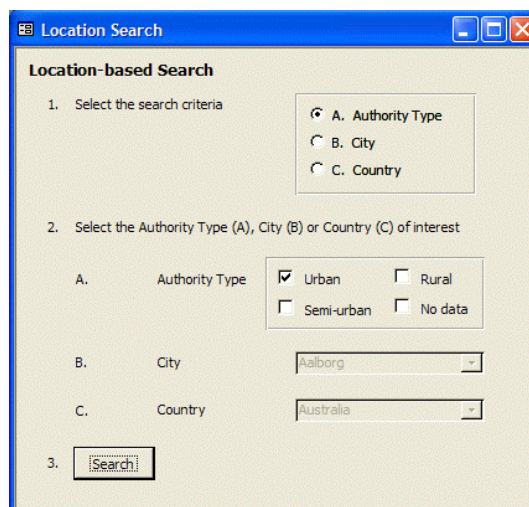 Location Search
Location-based Search
1. Select the search criteria
A. Authority Type
B. City
C. Country
2. Select the Authority Type (A), City (B) or Country (C) of interest
A. Authority Type Urban Rural
Semi-urban No data
B. City Aalborg
C. Country Australia
3. Search